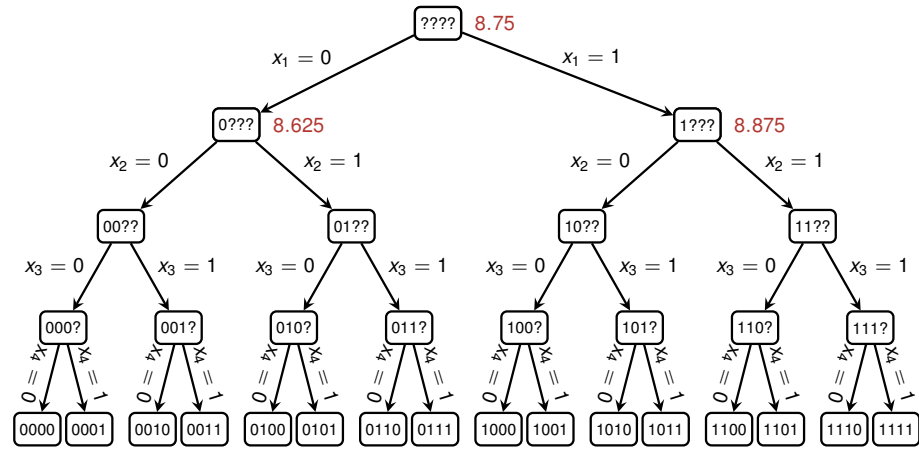 ???? 8.75
x₁ = 0 x₁ = 1
0??? 8.625 1??? 8.875
x₂ = 0 x₂ = 1 x₂ = 0 x₂ = 1
00?? 01?? 10?? 11??
x₃ = 0 x₃ = 1 x₃ = 0 x₃ = 1 x₃ = 0 x₃ = 1 x₃ = 0 x₃ = 1
000? 001? 010? 011? 100? 101? 110? 111?
x₄ = 0 x₄ = 1 x₄ = 0 x₄ = 1 x₄ = 0 x₄ = 1 x₄ = 0 x₄ = 1 x₄ = 0 x₄ = 1 x₄ = 0 x₄ = 1 x₄ = 0 x₄ = 1 x₄ = 0 x₄ = 1
0000 0001 0010 0011 0100 0101 0110 0111 1000 1001 1010 1011 1100 1101 1110 1111